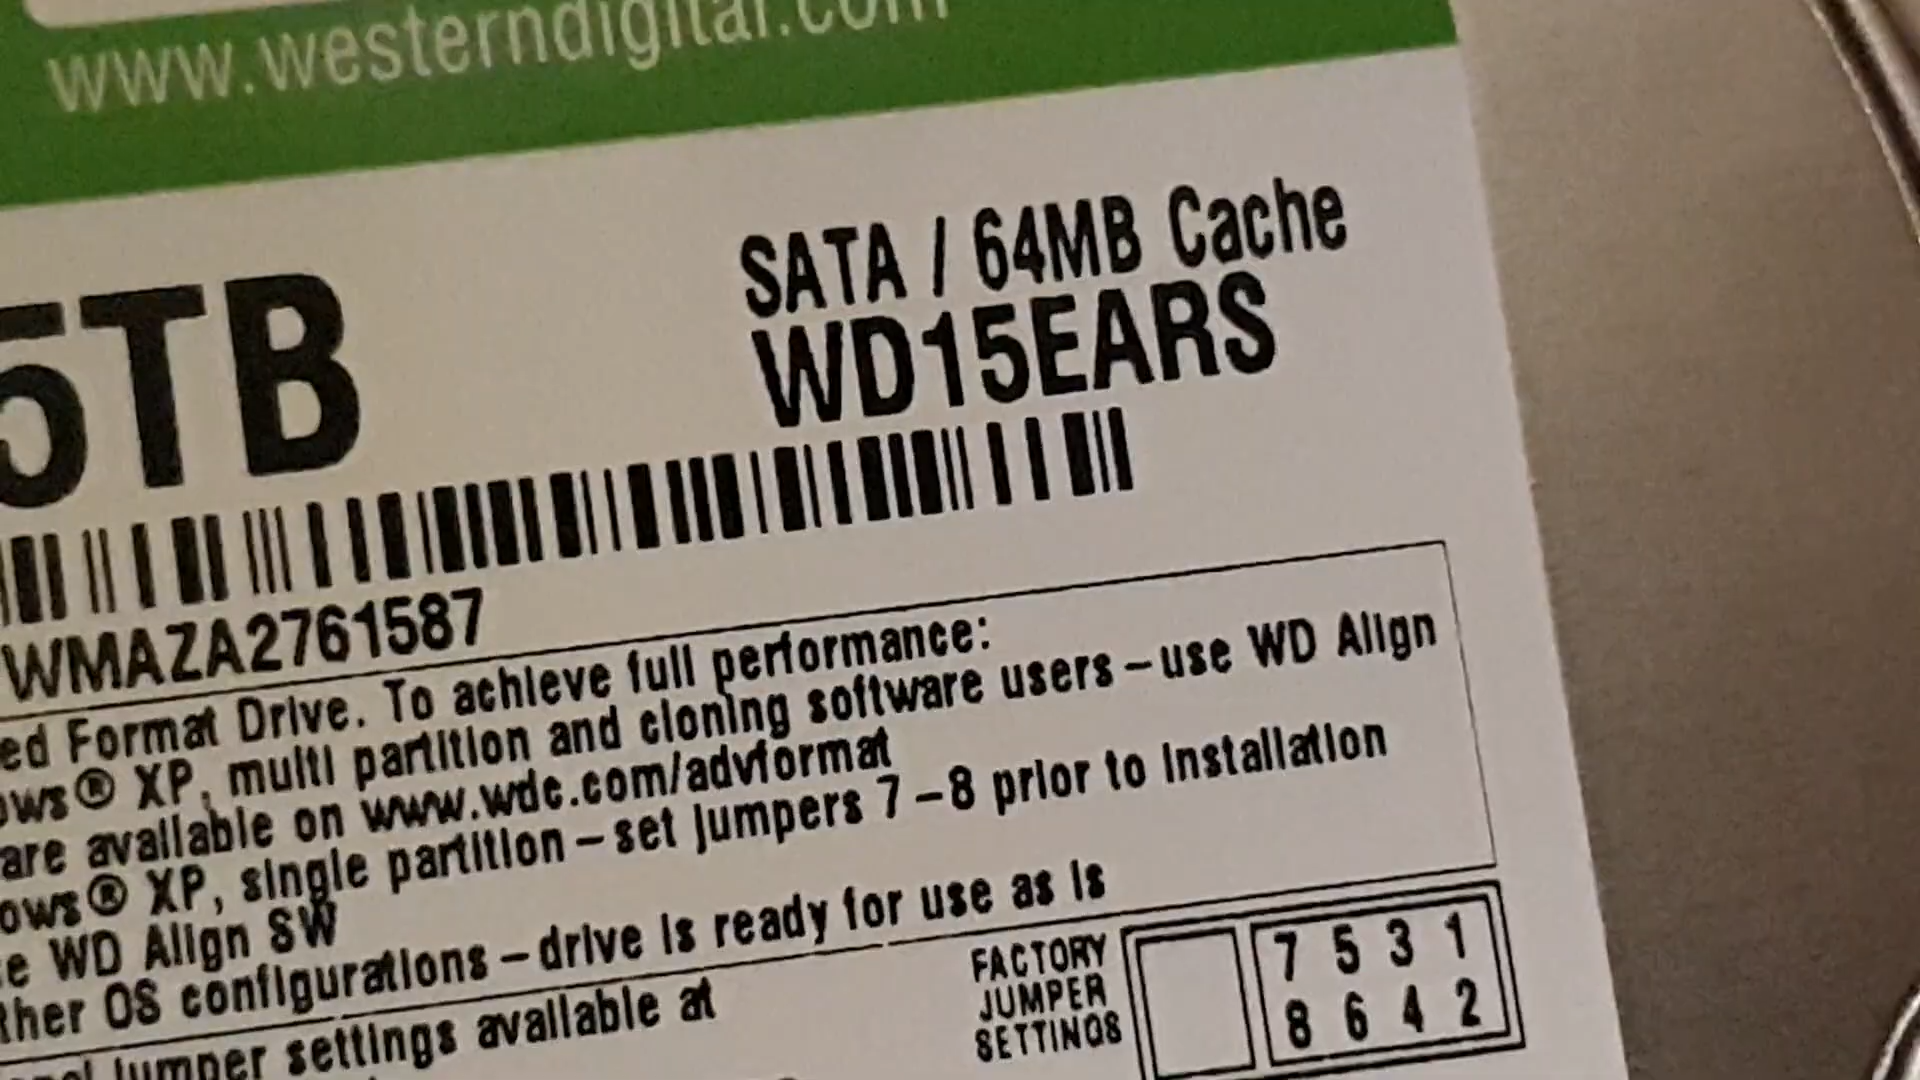 www.westerndigital.com
5TB
SATA / 64MB Cache
WD15EARS
WMAZA2761587
ed Format Drive. To achieve full performance:
ows® XP, multi partition and cloning software users – use WD Align
are available on www.wdc.com/advformat
ows® XP, single partition – set jumpers 7 – 8 prior to installation
e WD Align SW
ther OS configurations – drive is ready for use as is
jumper settings available at
FACTORY
JUMPER
SETTINGS
7 5 3 1
8 6 4 2